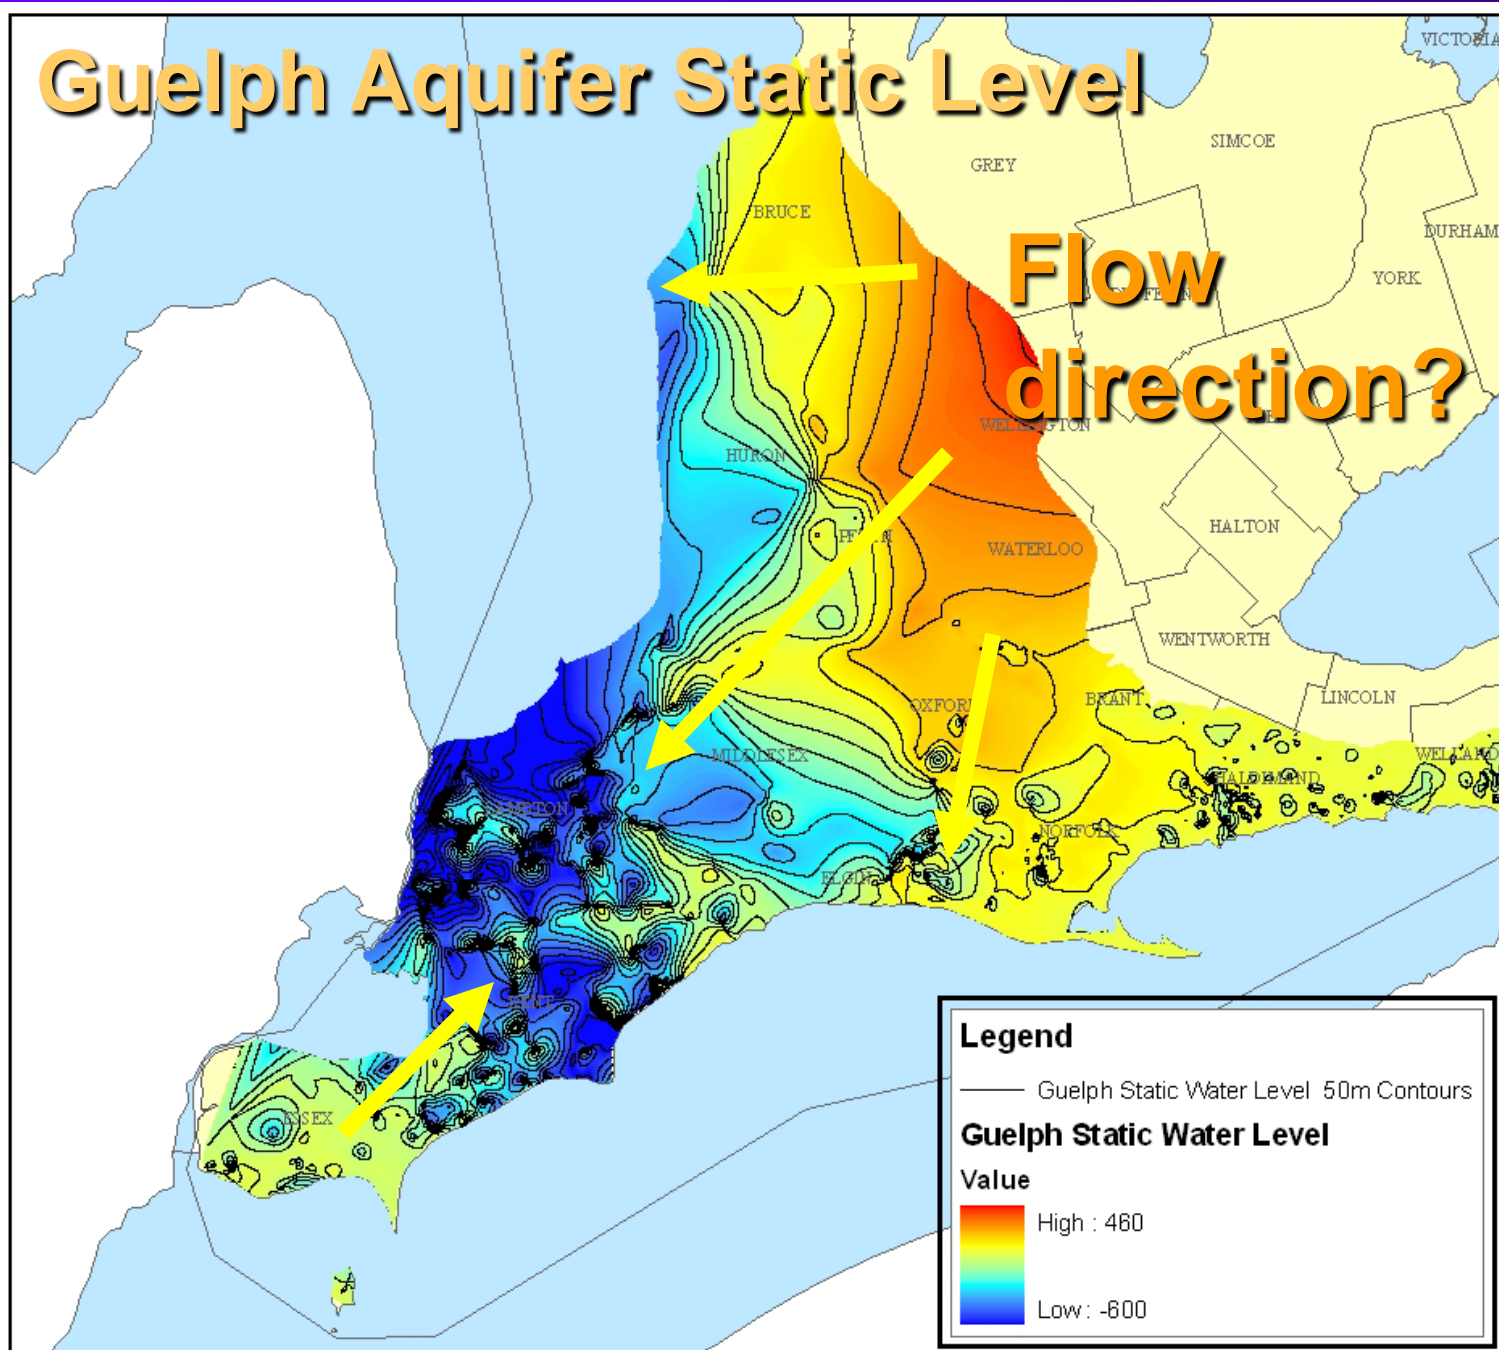 Guelph Aquifer Static Level
VICTORIA
SIMCOE
GREY
BRUCE
DURHAM
Flow
YORK
direction?
WELLINGTON
HURON
HALTON
PERTH
WATERLOO
WENTWORTH
LINCOLN
BRANT
OXFORD
MIDDLESEX
WELLAND
HALDIMAND
LAMBTON
NORFOLK
ELGIN
KENT
ESSEX
Legend
Guelph Static Water Level 50m Contours
Guelph Static Water Level
Value
High : 460
Low : -600